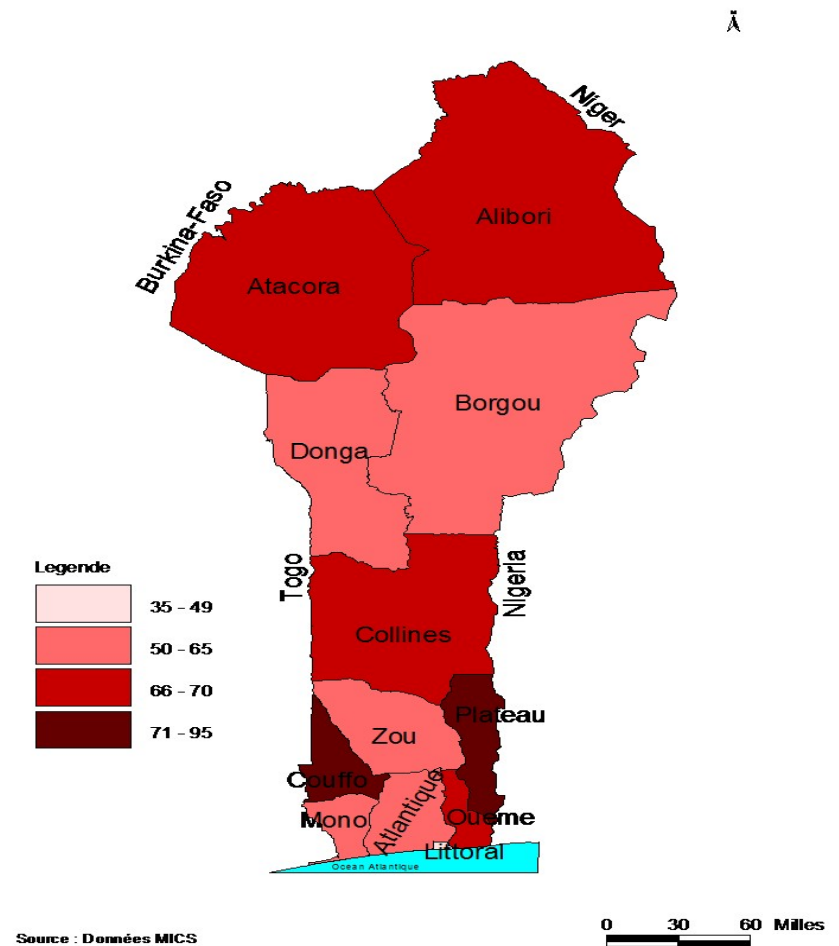 Niger
Burkina-Faso
Alibori
Atacora
Borgou
Donga
Togo
Nigeria
Legende
35 - 49
50 - 65
66 - 70
71 - 95
Collines
Plateau
Zou
Couffo
Atlantique
Mono
Oueme
Littoral
Ocean Atlantique
0 30 60 Milles
Source : Données MICS